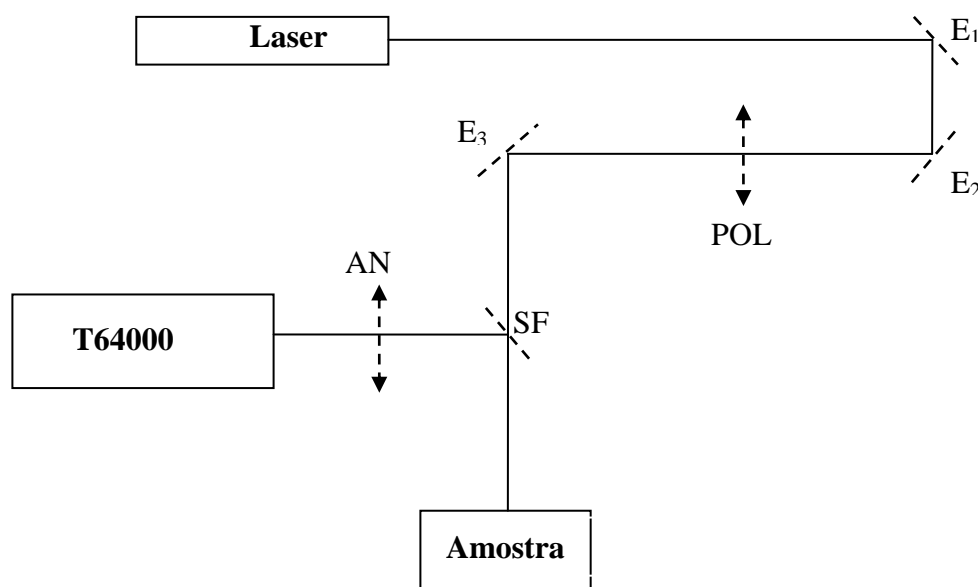 Laser
E₁
E₃
E₂
POL
AN
SF
T64000
Amostra